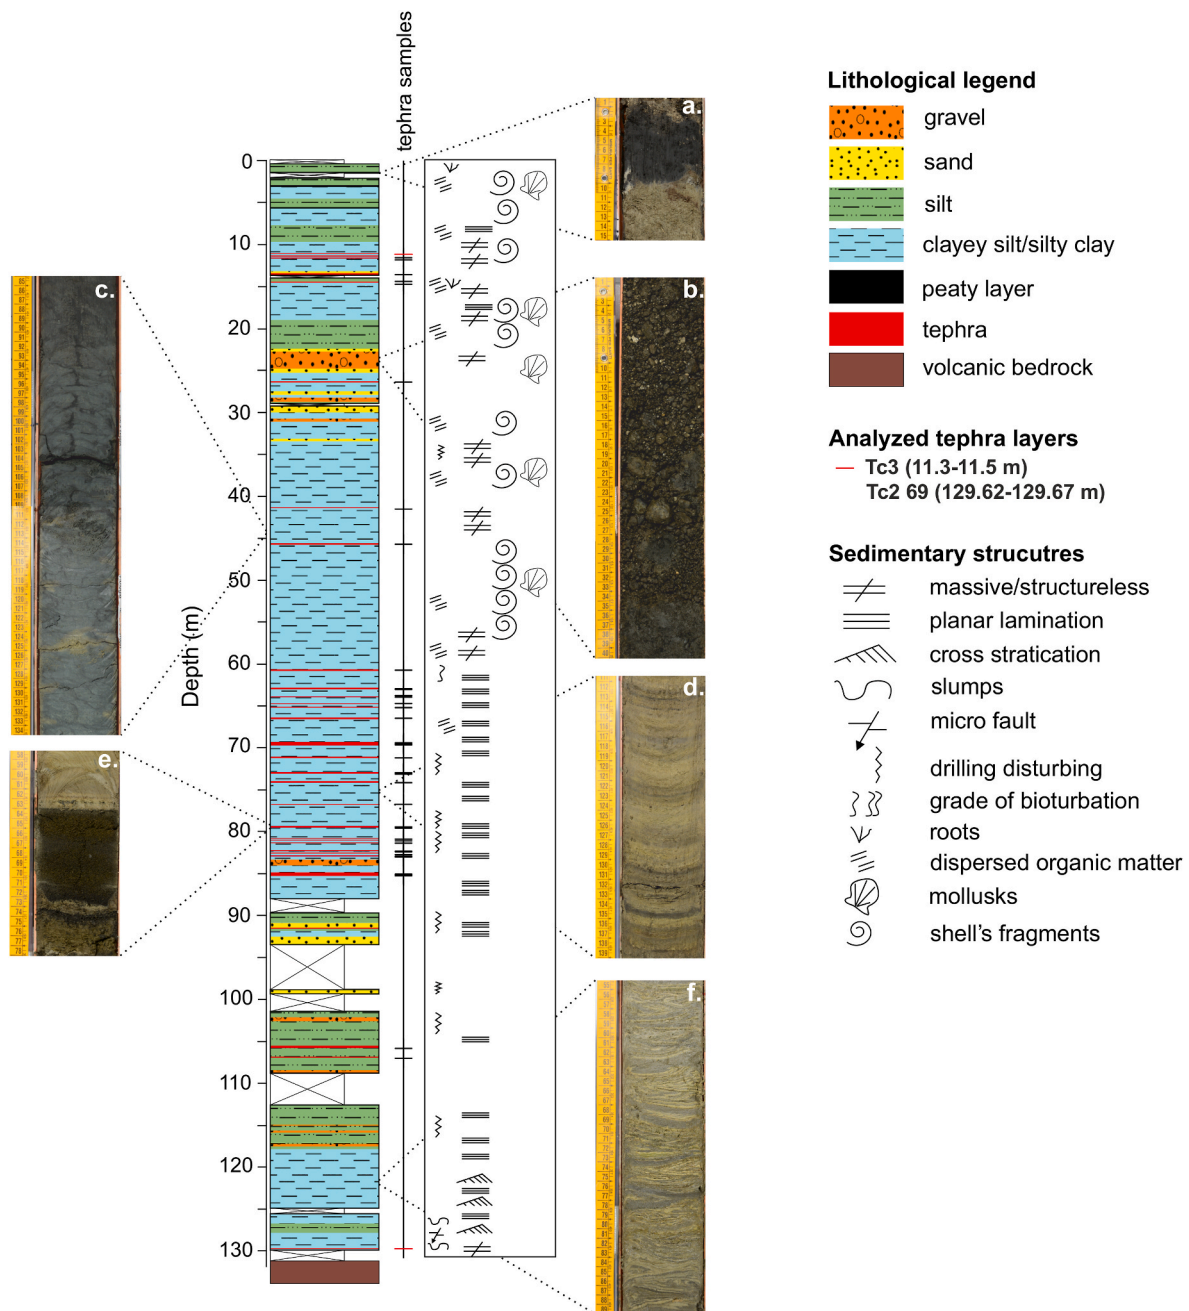 tephra samples
Depth (m)
0
10
20
30
40
50
60
70
80
90
100
110
120
130
a.
b.
c.
d.
e.
f.
Lithological legend
gravel
sand
silt
clayey silt/silty clay
peaty layer
tephra
volcanic bedrock
Analyzed tephra layers
Tc3 (11.3-11.5 m)
Tc2 69 (129.62-129.67 m)
Sedimentary strucutres
massive/structureless
planar lamination
cross stratication
slumps
micro fault
drilling disturbing
grade of bioturbation
roots
dispersed organic matter
mollusks
shell's fragments